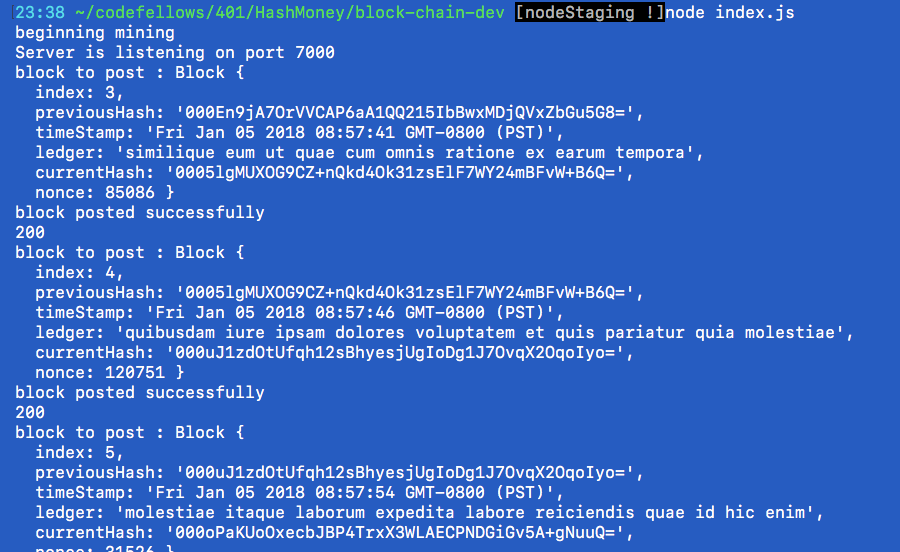 23:38 ~/codefellows/401/HashMoney/block-chain-dev [nodeStaging !]node index.js
beginning mining
Server is listening on port 7000
block to post : Block {
index: 3,
previousHash: '000En9jA7OrVVCAP6aA1QQ215IbBwxMDjQVxZbGu5G8=',
timeStamp: 'Fri Jan 05 2018 08:57:41 GMT-0800 (PST)',
ledger: 'similique eum ut quae cum omnis ratione ex earum tempora',
currentHash: '0005lgMUXOG9CZ+nQkd4Ok31zsElF7WY24mBFvW+B6Q=',
nonce: 85086 }
block posted successfully
200
block to post : Block {
index: 4,
previousHash: '0005lgMUXOG9CZ+nQkd4Ok31zsElF7WY24mBFvW+B6Q=',
timeStamp: 'Fri Jan 05 2018 08:57:46 GMT-0800 (PST)',
ledger: 'quibusdam iure ipsam dolores voluptatem et quis pariatur quia molestiae',
currentHash: '000uJ1zdOtUfqh12sBhyesjUgIoDg1J7OvqX2OqoIyo=',
nonce: 120751 }
block posted successfully
200
block to post : Block {
index: 5,
previousHash: '000uJ1zdOtUfqh12sBhyesjUgIoDg1J7OvqX2OqoIyo=',
timeStamp: 'Fri Jan 05 2018 08:57:54 GMT-0800 (PST)',
ledger: 'molestiae itaque laborum expedita labore reiciendis quae id hic enim',
currentHash: '000oPaKUoOxecbJBP4TrxX3WLAECPNDGiGv5A+gNuuQ=',
nonce: 31526 }